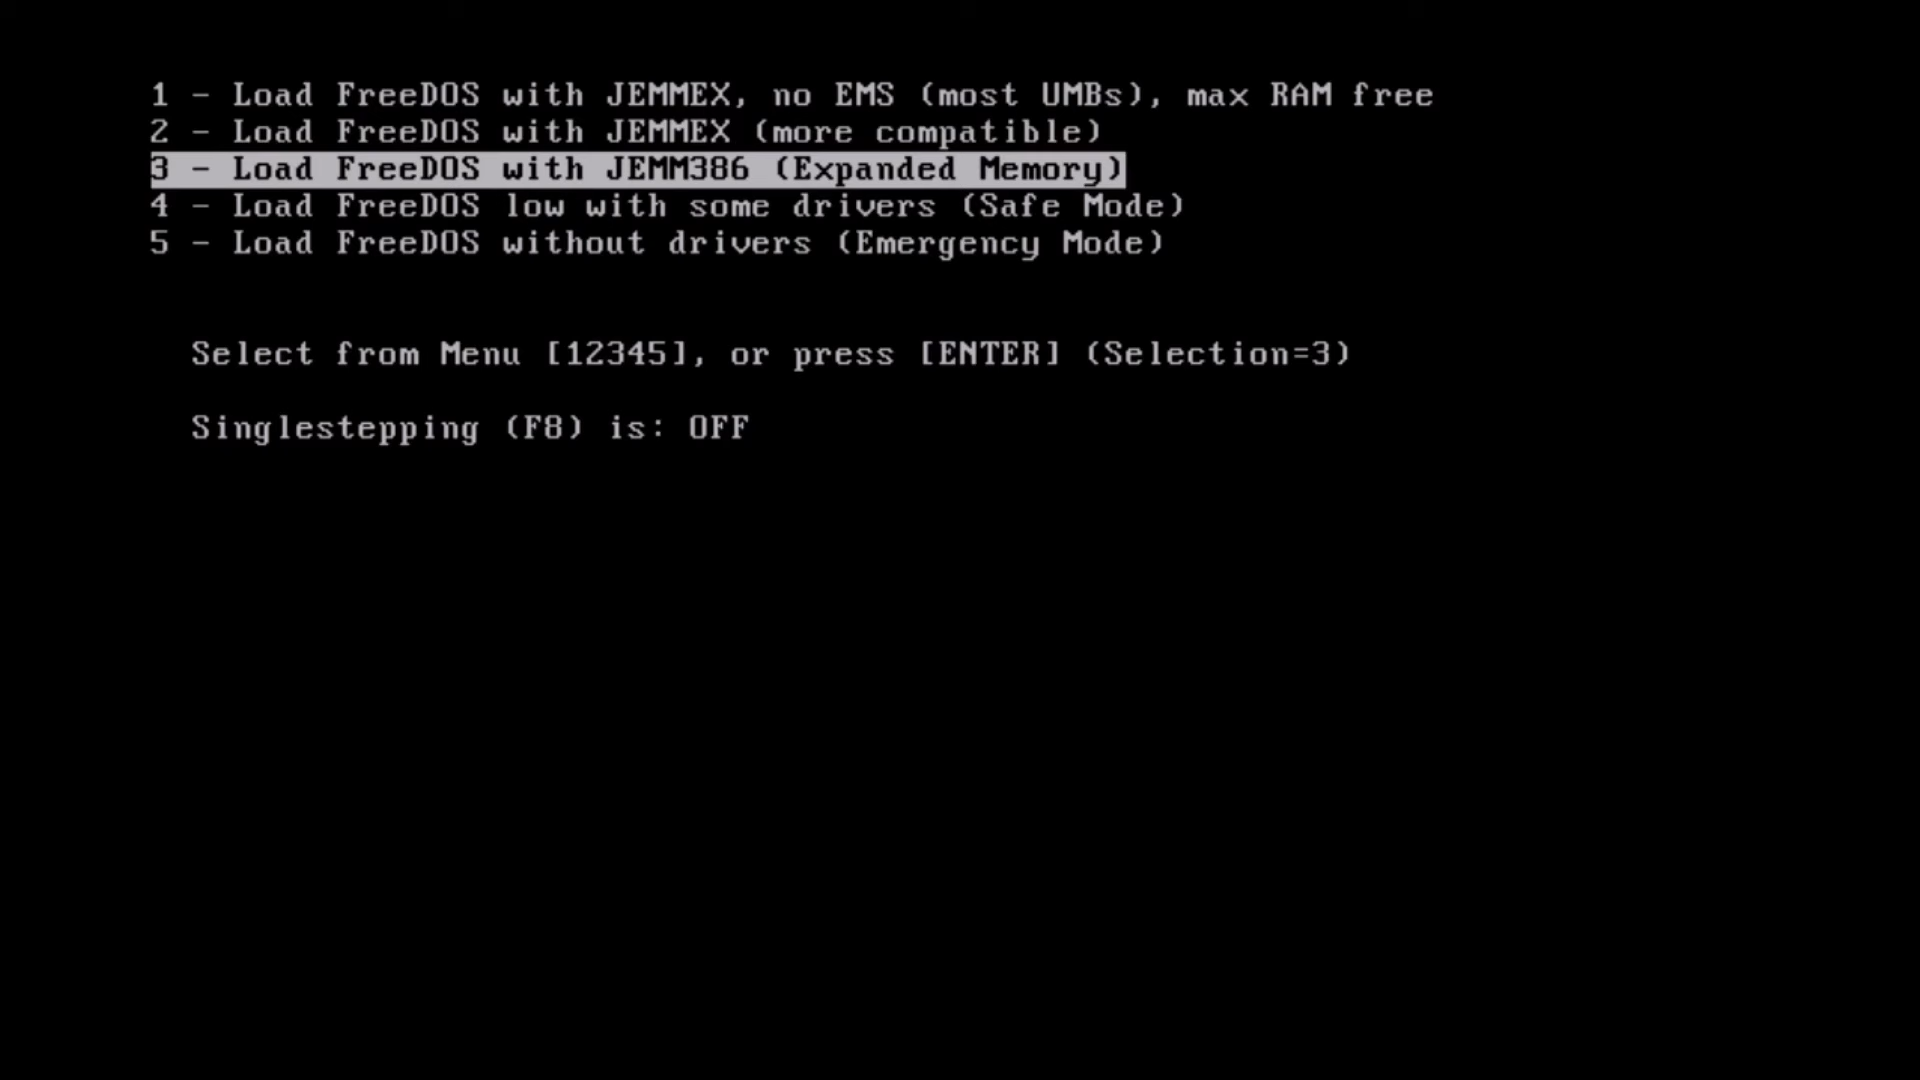 1 - Load FreeDOS with JEMMEX, no EMS (most UMBs), max RAM free
2 - Load FreeDOS with JEMMEX (more compatible)
3 - Load FreeDOS with JEMM386 (Expanded Memory)
4 - Load FreeDOS low with some drivers (Safe Mode)
5 - Load FreeDOS without drivers (Emergency Mode)
Select from Menu [12345], or press [ENTER] (Selection=3)
Singlestepping (F8) is: OFF